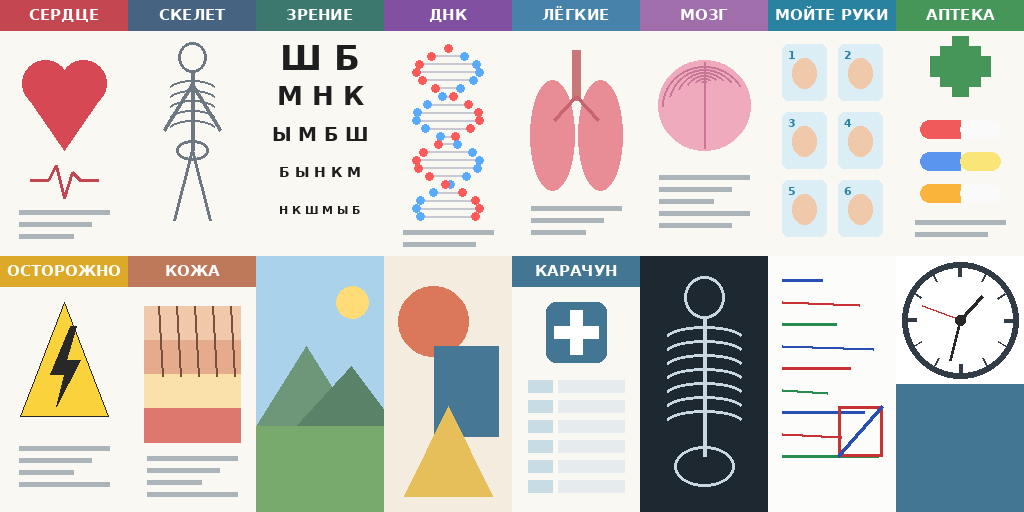 СЕРДЦЕ
СКЕЛЕТ
ЗРЕНИЕ
Ш Б
М Н К
Ы М Б Ш
Б Ы Н К М
Н К Ш М Ы Б
ДНК
ЛЁГКИЕ
МОЗГ
МОЙТЕ РУКИ
1 2
3 4
5 6
АПТЕКА
ОСТОРОЖНО
КОЖА
КАРАЧУН